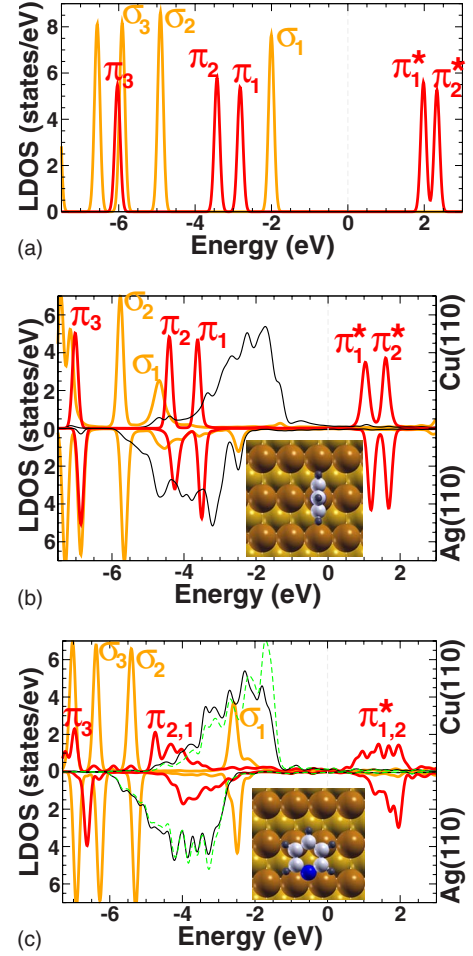 LDOS (states/eV)
8
6
4
2
0
σ3
σ2
σ1
π3
π2
π1
π1*
π2*
-6
-4
-2
0
2
Energy (eV)
(a)
LDOS (states/eV)
6
4
2
0
2
4
6
π3
σ2
σ1
π2
π1
π1*
π2*
Cu(110)
Ag(110)
-6
-4
-2
0
2
Energy (eV)
(b)
LDOS (states/ev)
6
4
2
0
2
4
6
σ3
σ2
π3
π2,1
σ1
π*1,2
Cu(110)
Ag(110)
-6
-4
-2
0
2
Energy (eV)
(c)